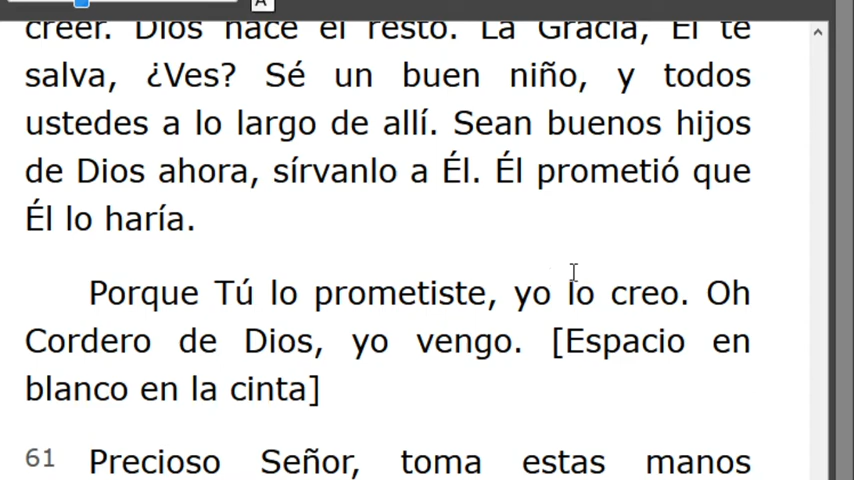 creer. Dios hace el resto. La Gracia, Él te
salva, ¿Ves? Sé un buen niño, y todos
ustedes a lo largo de allí. Sean buenos hijos
de Dios ahora, sírvanlo a Él. Él prometió que
Él lo haría.
Porque Tú lo prometiste, yo lo creo. Oh
Cordero de Dios, yo vengo. [Espacio en
blanco en la cinta]
61 Precioso Señor, toma estas manos